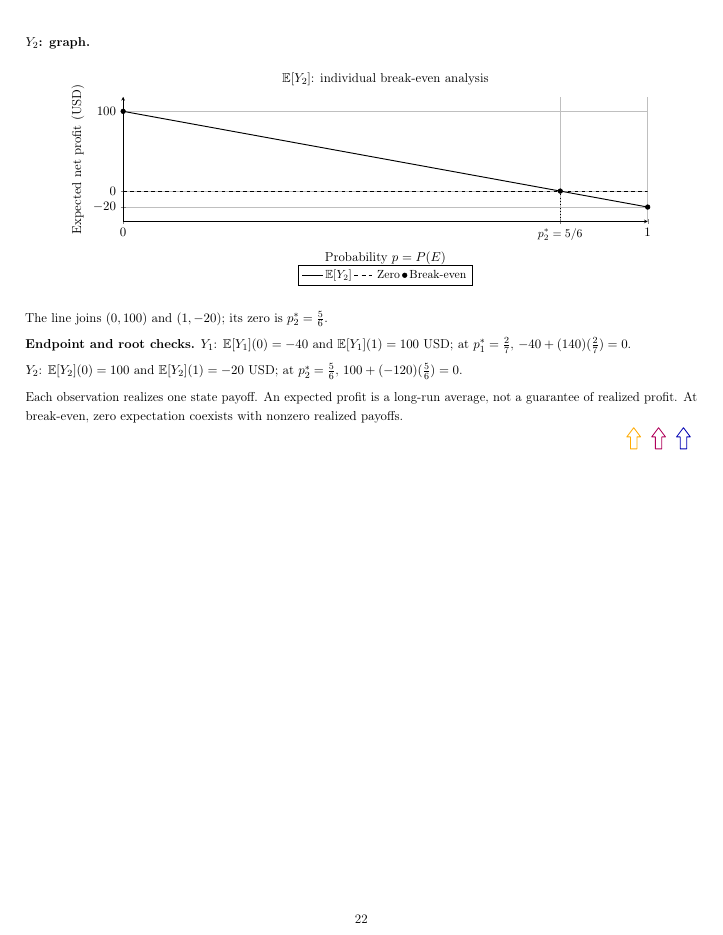 Y₂: graph.
𝔼[Y₂]: individual break-even analysis
Expected net profit (USD)
100
0
−20
0
p₂* = 5/6
1
Probability p = P(E)
𝔼[Y₂] Zero Break-even
The line joins (0, 100) and (1, −20); its zero is p₂* = 5/6.
Endpoint and root checks. Y₁: 𝔼[Y₁](0) = −40 and 𝔼[Y₁](1) = 100 USD; at p₁* = 2/7, −40 + (140)(2/7) = 0.
Y₂: 𝔼[Y₂](0) = 100 and 𝔼[Y₂](1) = −20 USD; at p₂* = 5/6, 100 + (−120)(5/6) = 0.
Each observation realizes one state payoff. An expected profit is a long-run average, not a guarantee of realized profit. At
break-even, zero expectation coexists with nonzero realized payoffs.
22